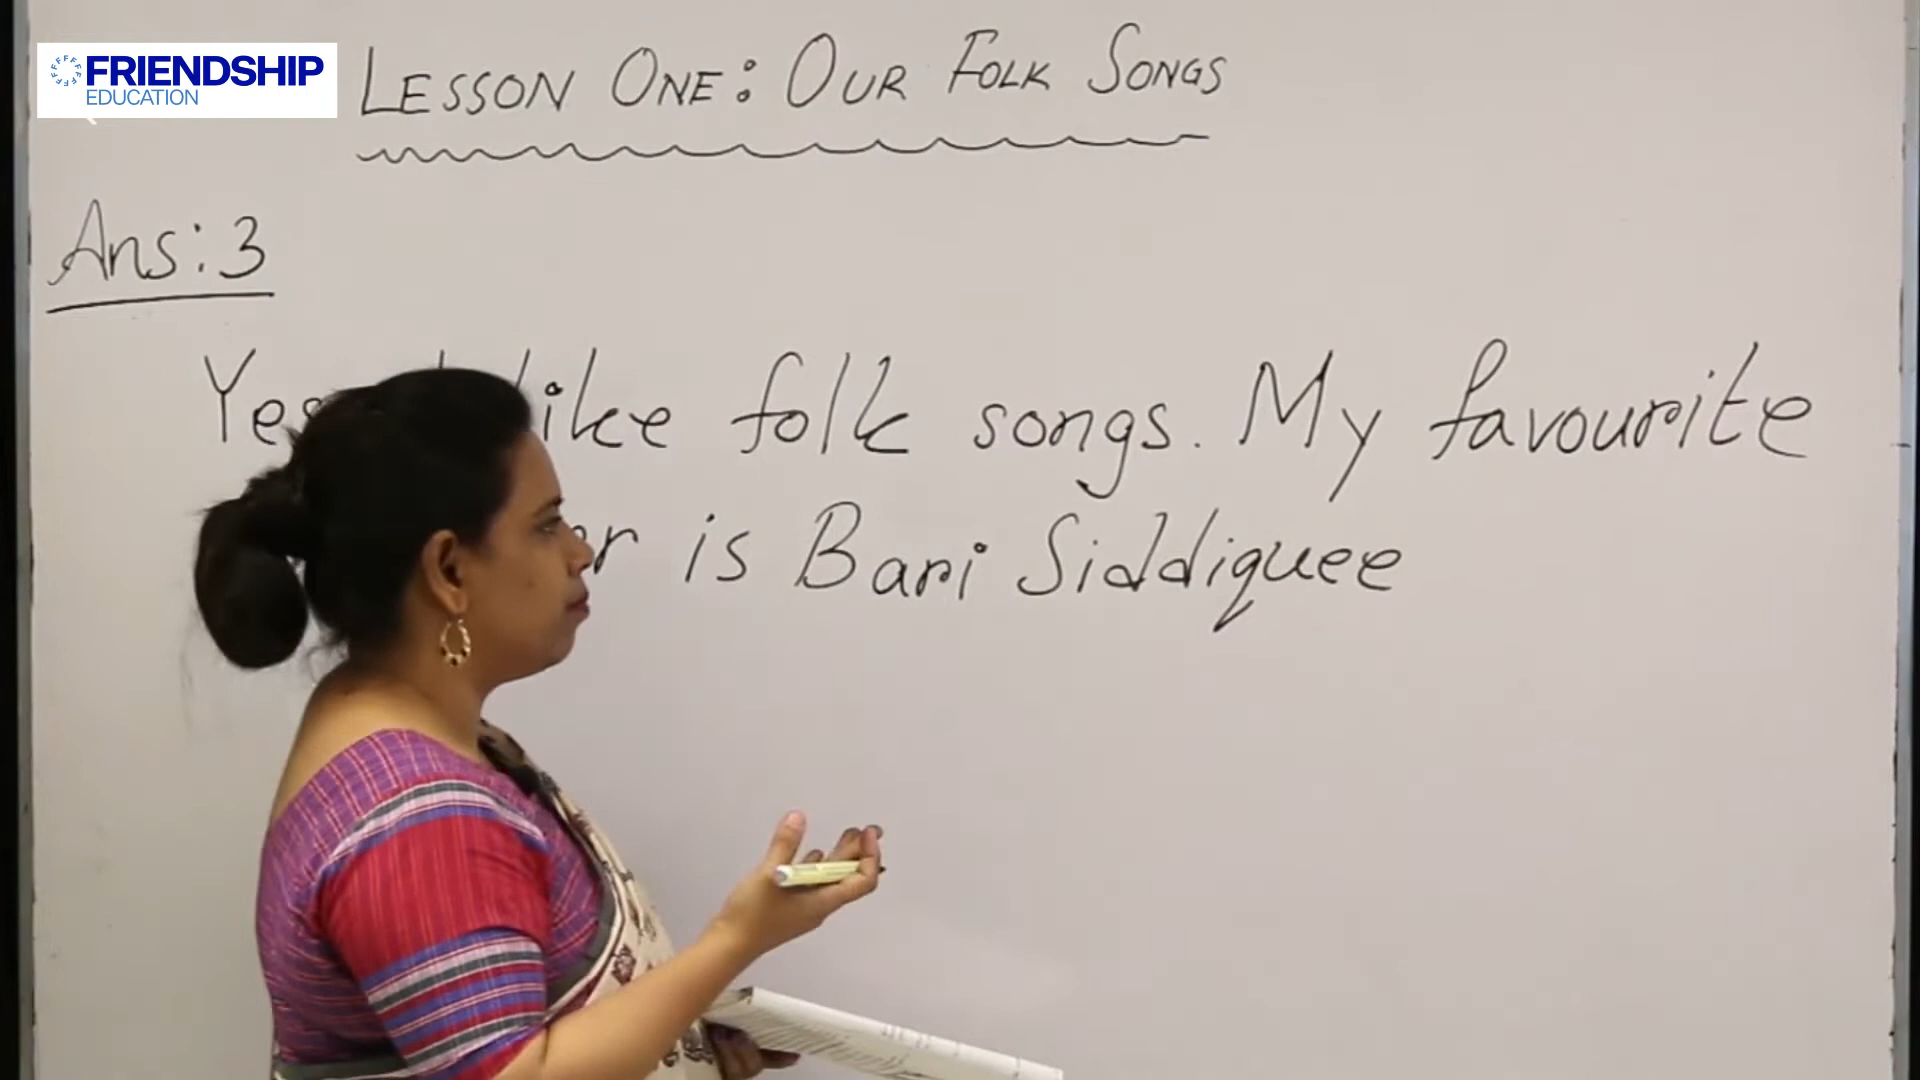 FRIENDSHIP
EDUCATION
LESSON ONE: OUR FOLK SONGS
Ans: 3
Yes like folk songs. My favourite
is Bari Siddiquee